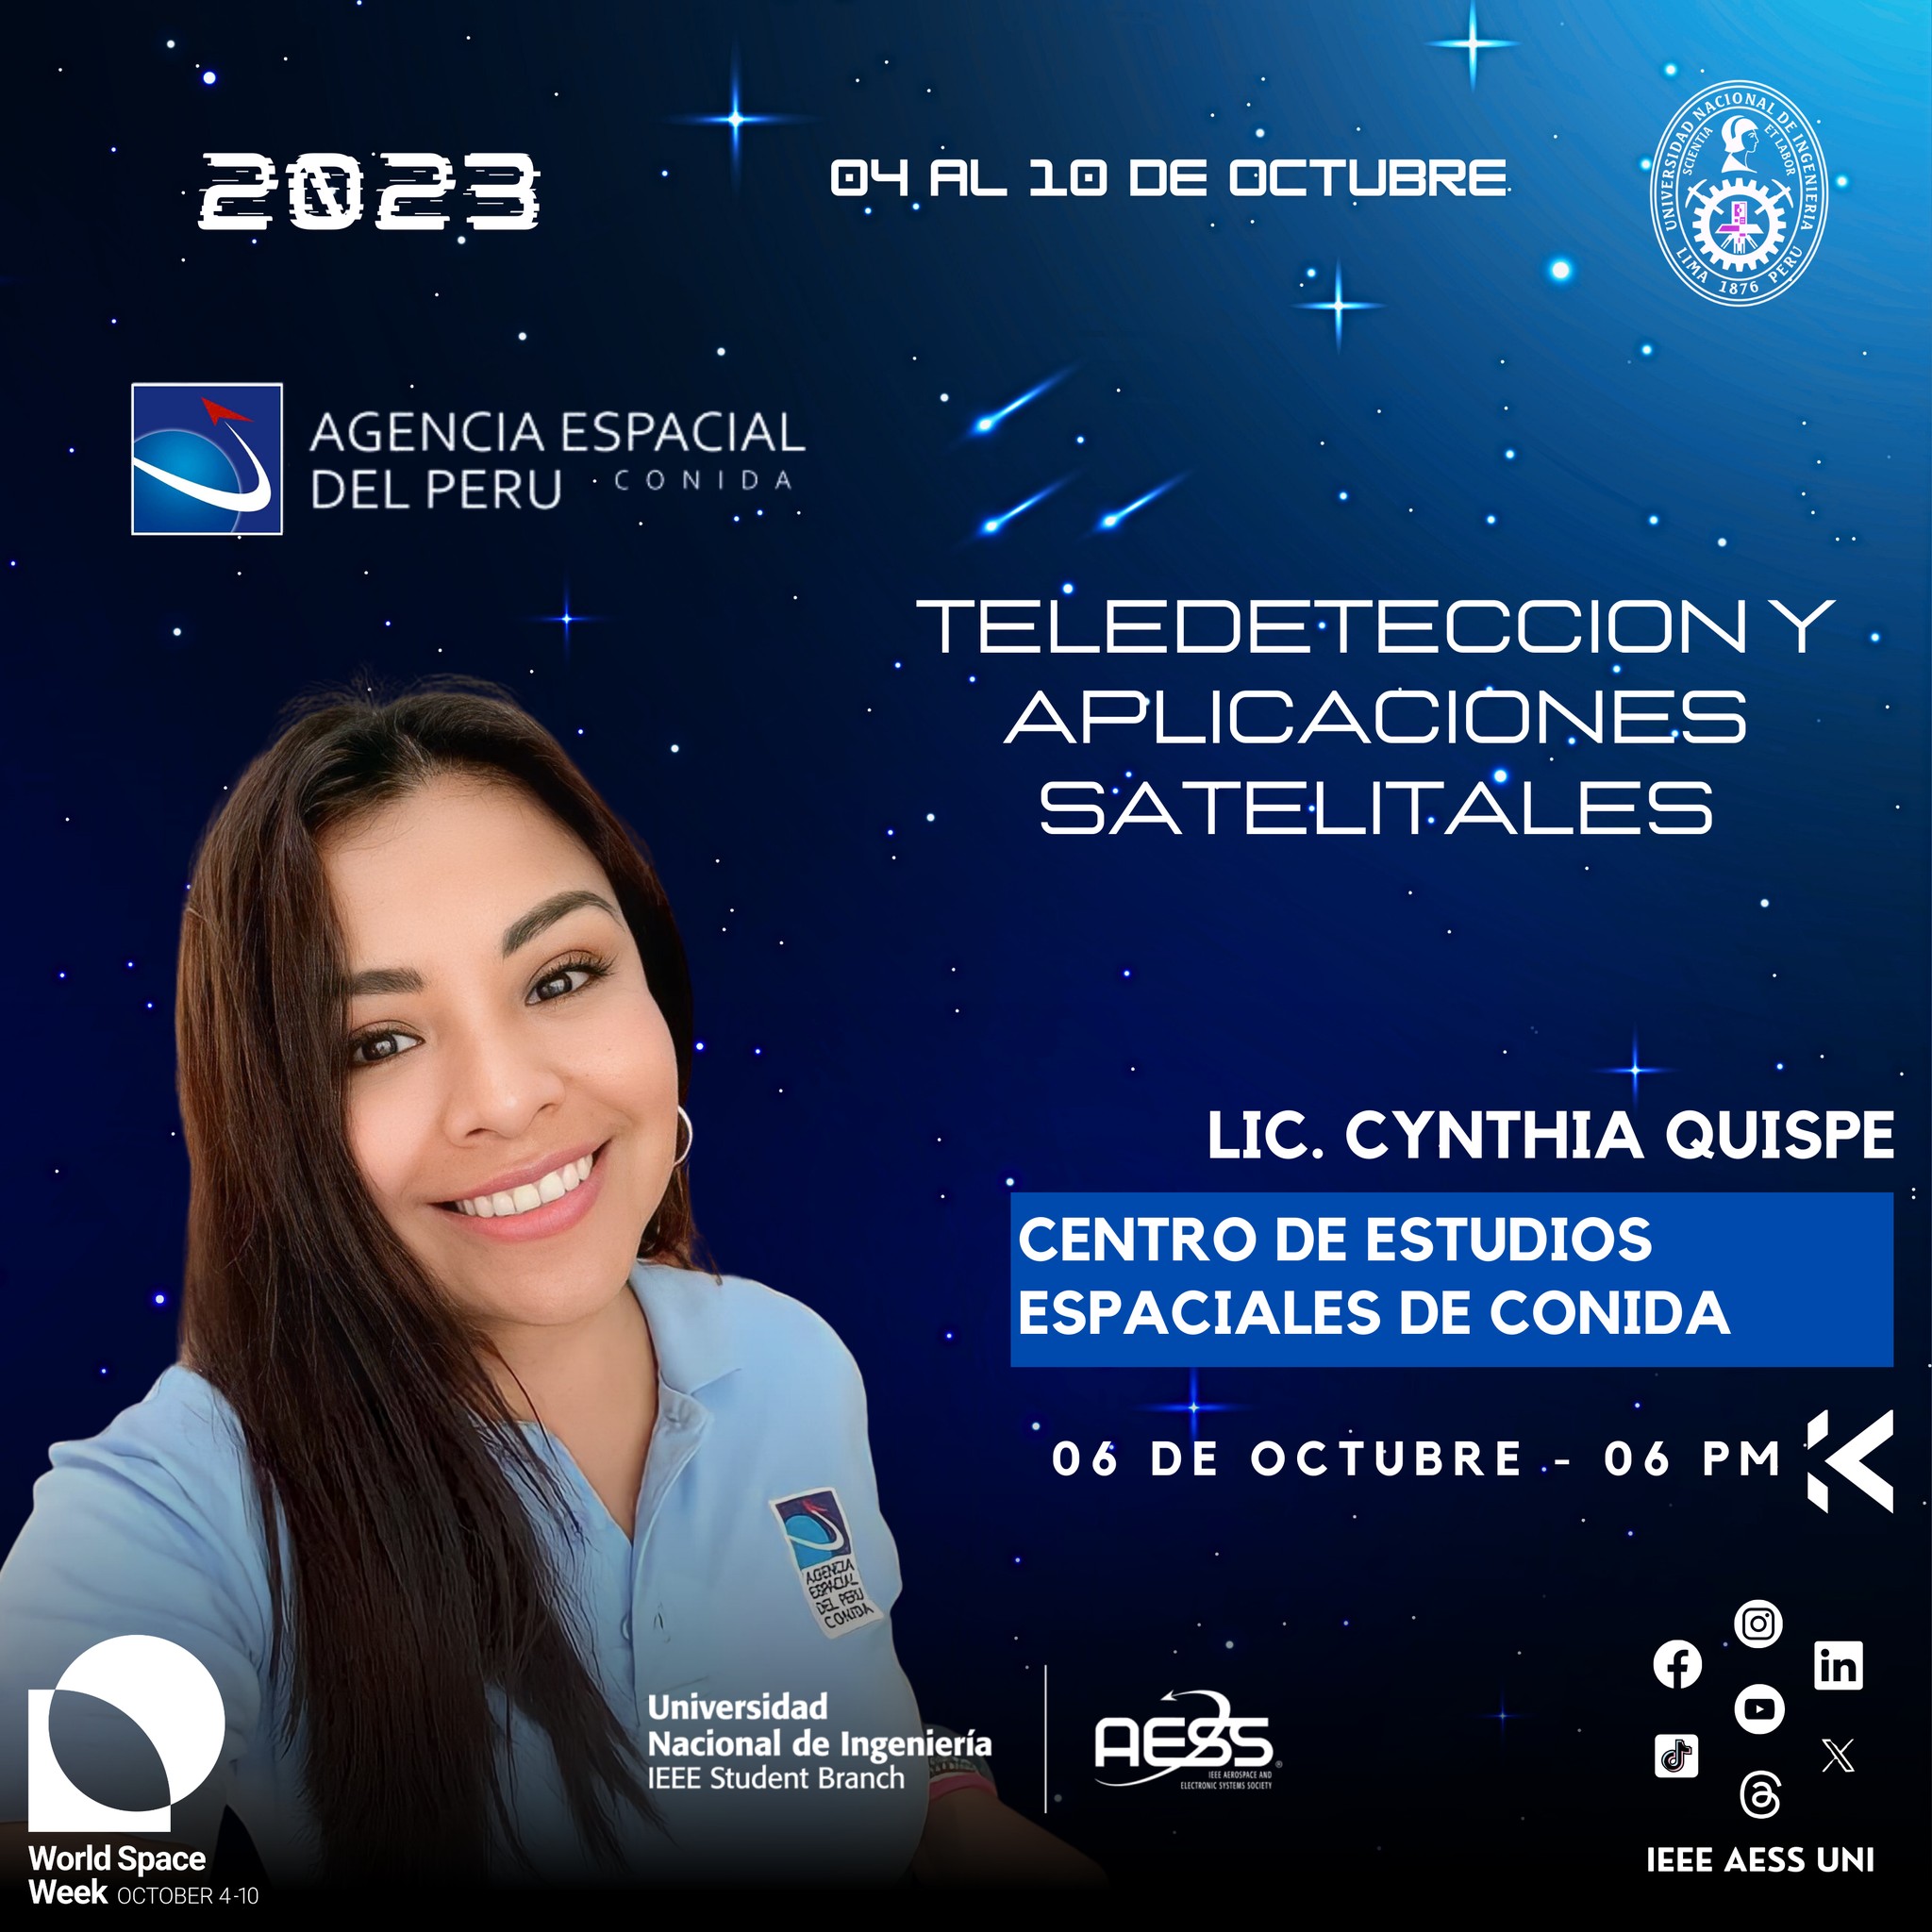 2023
04 AL 10 DE OCTUBRE
UNIVERSIDAD NACIONAL DE INGENIERIA
SCIENTIA ET LABOR
LIMA 1876 PERU
AGENCIA ESPACIAL
DEL PERU · CONIDA
TELEDETECCION Y
APLICACIONES
SATELITALES
LIC. CYNTHIA QUISPE
CENTRO DE ESTUDIOS
ESPACIALES DE CONIDA
06 DE OCTUBRE - 06 PM
AGENCIA
ESPACIAL
DEL PERU
CONIDA
Universidad
Nacional de Ingeniería
IEEE Student Branch
AESS®
IEEE AEROSPACE AND
ELECTRONIC SYSTEMS SOCIETY
in
IEEE AESS UNI
World Space
Week OCTOBER 4-10